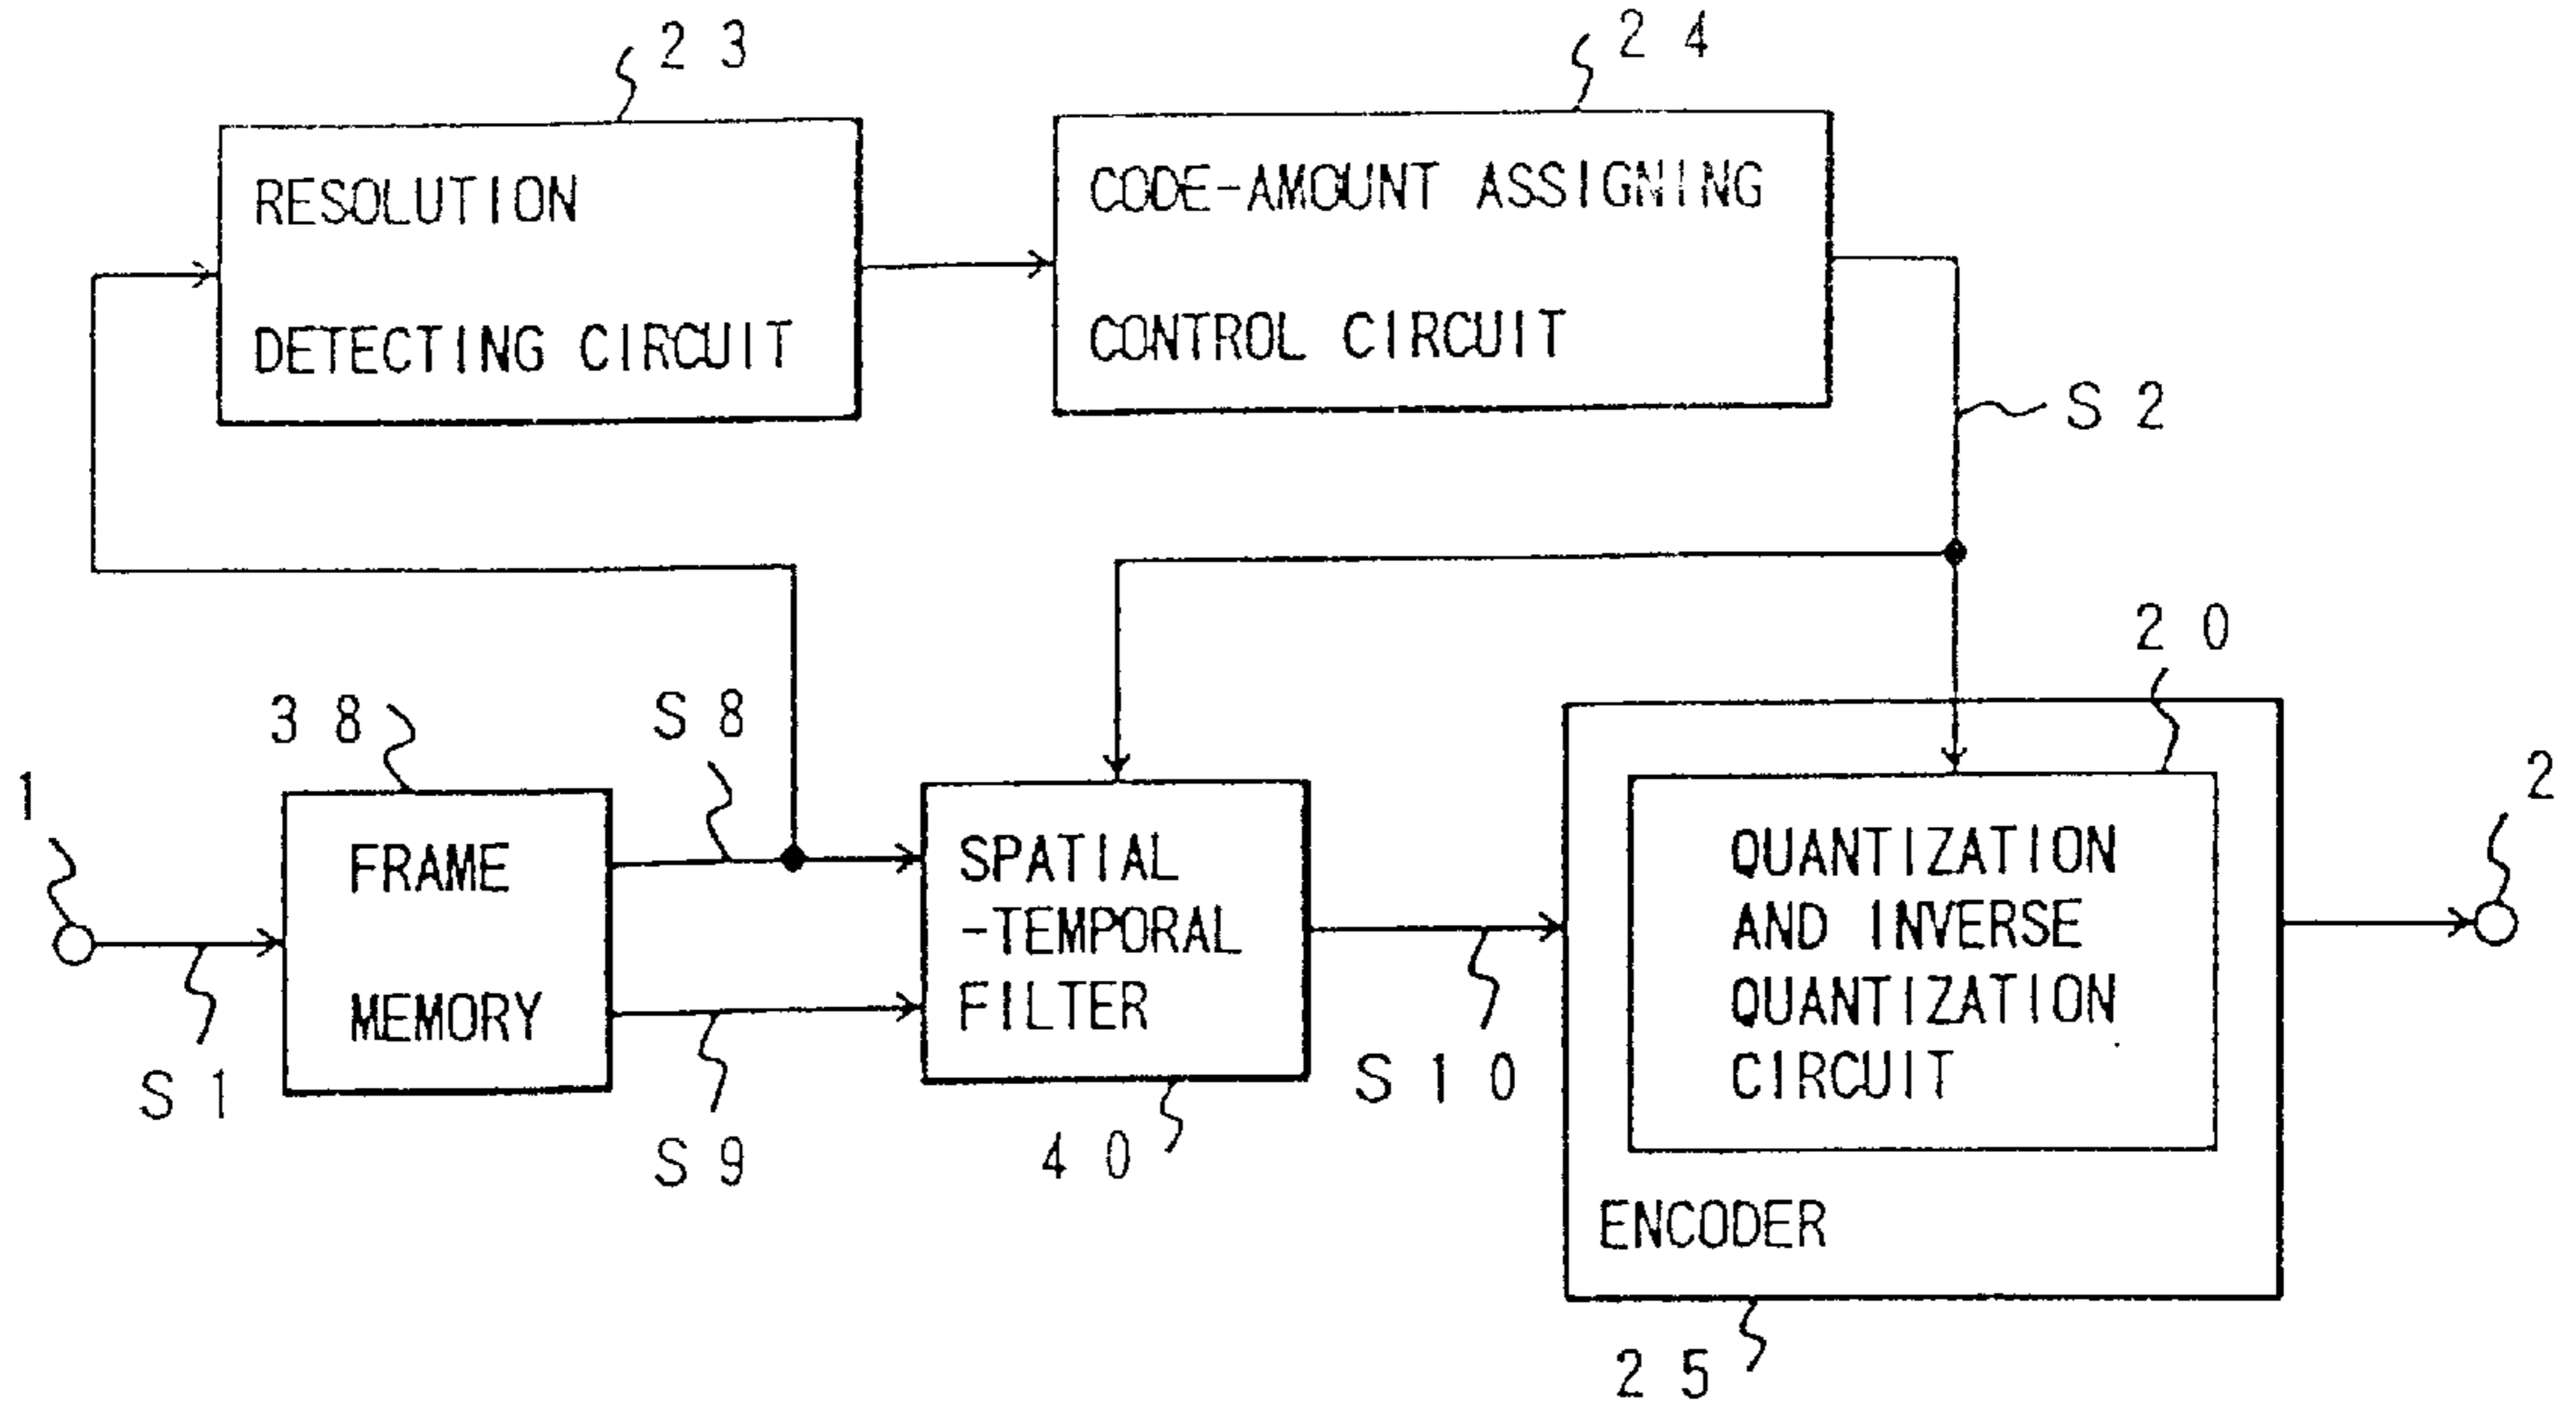 23
24
RESOLUTION
DETECTING CIRCUIT
CODE-AMOUNT ASSIGNING
CONTROL CIRCUIT
S2
20
38
S8
1
2
FRAME
MEMORY
SPATIAL
-TEMPORAL
FILTER
QUANTIZATION
AND INVERSE
QUANTIZATION
CIRCUIT
S1
S9
40
S10
ENCODER
25